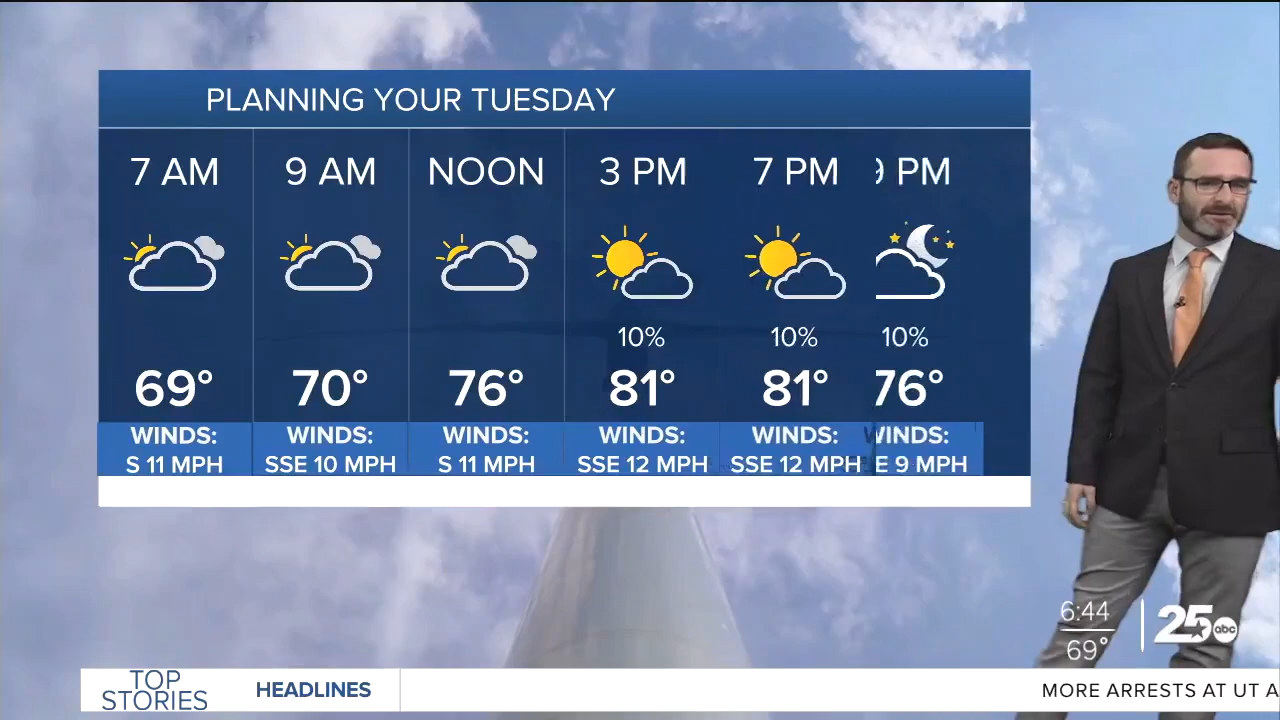 PLANNING YOUR TUESDAY
7 AM 9 AM NOON 3 PM 7 PM 9 PM
10% 10% 10%
69° 70° 76° 81° 81° 76°
WINDS: WINDS: WINDS: WINDS: WINDS: WINDS:
S 11 MPH SSE 10 MPH S 11 MPH SSE 12 MPH SSE 12 MPH E 9 MPH
6:44
69°
25 abc
TOP
STORIES
HEADLINES
MORE ARRESTS AT UT A